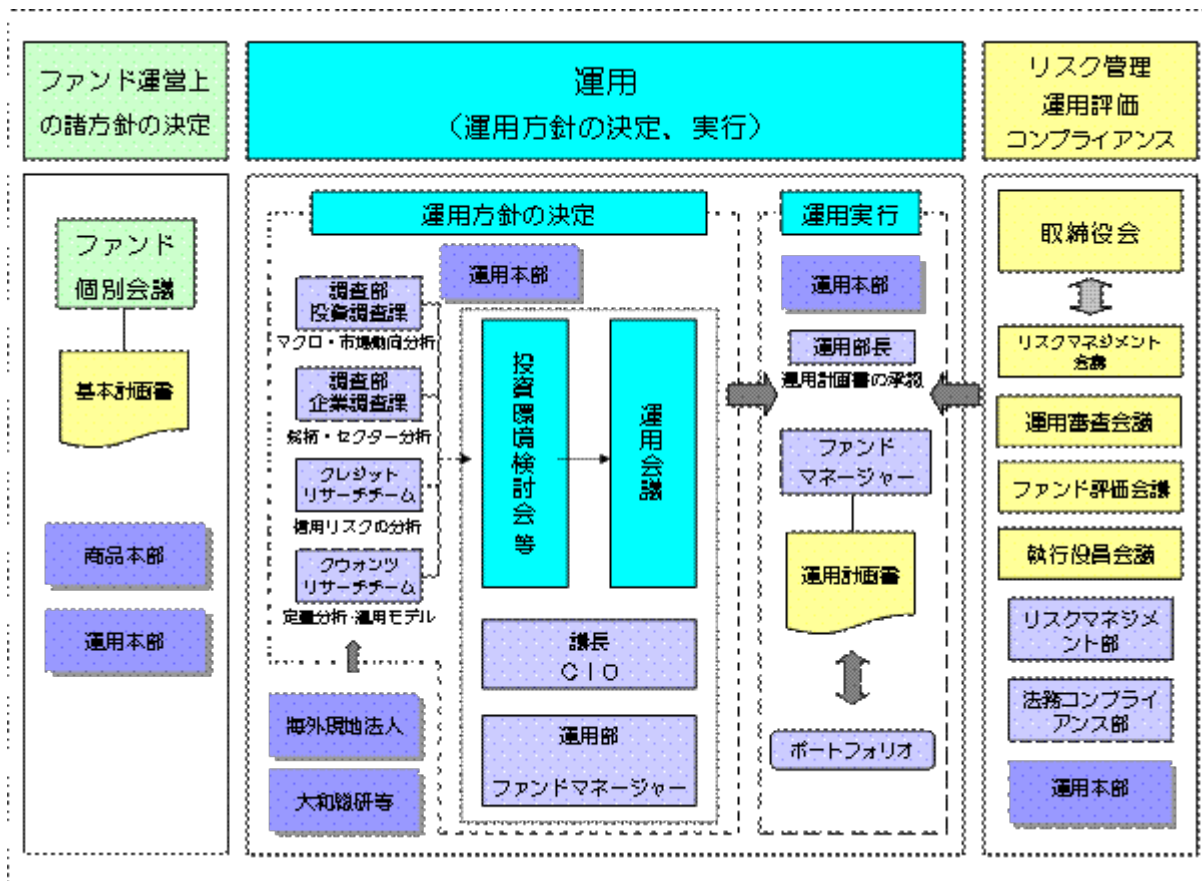 ファンド運営上
の諸方針の決定
運用
（運用方針の決定、実行）
リスク管理
運用評価
コンプライアンス
ファンド
個別会議
基本計画書
商品本部
運用本部
運用方針の決定
運用本部
調査部
投資調査課
マクロ・市場動向分析
調査部
企業調査課
銘柄・セクター分析
クレジット
リサーチチーム
信用リスクの分析
クウォンツ
リサーチチーム
定量分析・運用モデル
海外現地法人
大和総研等
投資環境検討会等
運用会議
議長
ＣＩＯ
運用部
ファンドマネージャー
運用実行
運用本部
運用部長
運用計画書の承認
ファンド
マネージャー
運用計画書
ポートフォリオ
取締役会
リスクマネジメント
会議
運用審査会議
ファンド評価会議
執行役員会議
リスクマネジメ
ント部
法務コンプライ
アンス部
運用本部